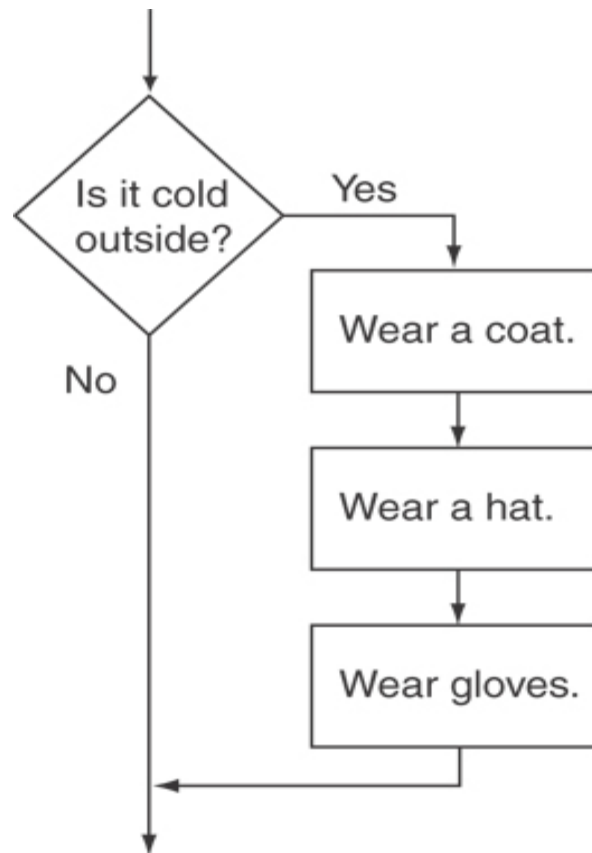 Is it cold
outside?
Yes
Wear a coat.
No
Wear a hat.
Wear gloves.